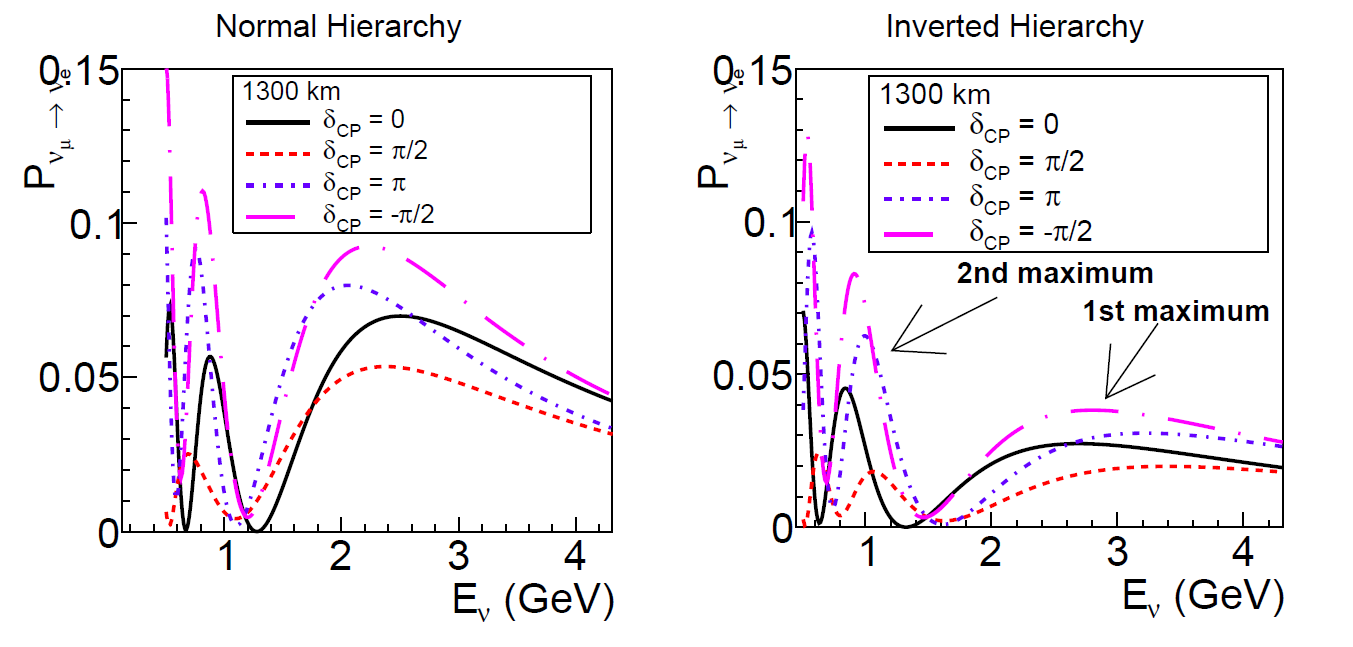 Normal Hierarchy
P νμ → νe
0.15
0.1
0.05
0
1300 km
δCP = 0
δCP = π/2
δCP = π
δCP = -π/2
1 2 3 4
Eν (GeV)
Inverted Hierarchy
P νμ → νe
0.15
0.1
0.05
0
1300 km
δCP = 0
δCP = π/2
δCP = π
δCP = -π/2
2nd maximum
1st maximum
1 2 3 4
Eν (GeV)